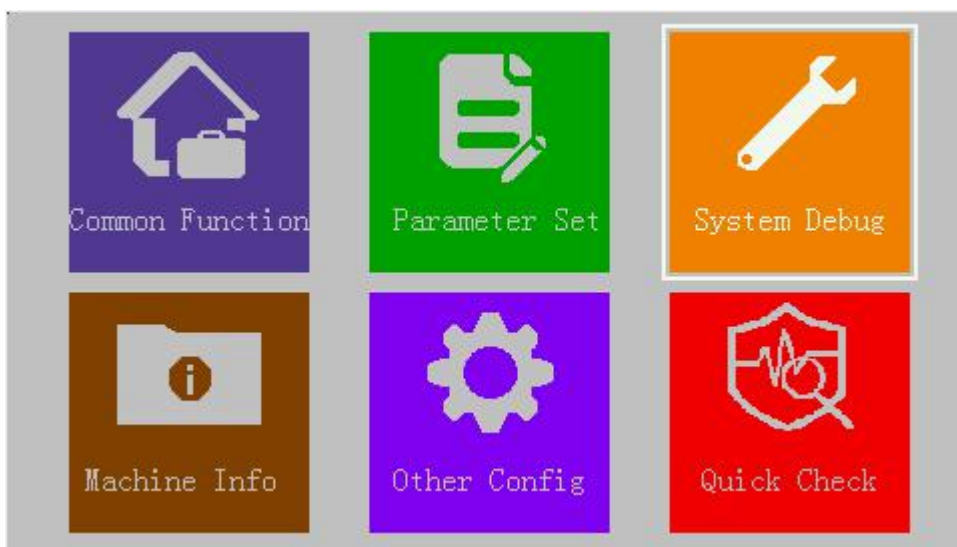 Common Function
Parameter Set
System Debug
Machine Info
Other Config
Quick Check